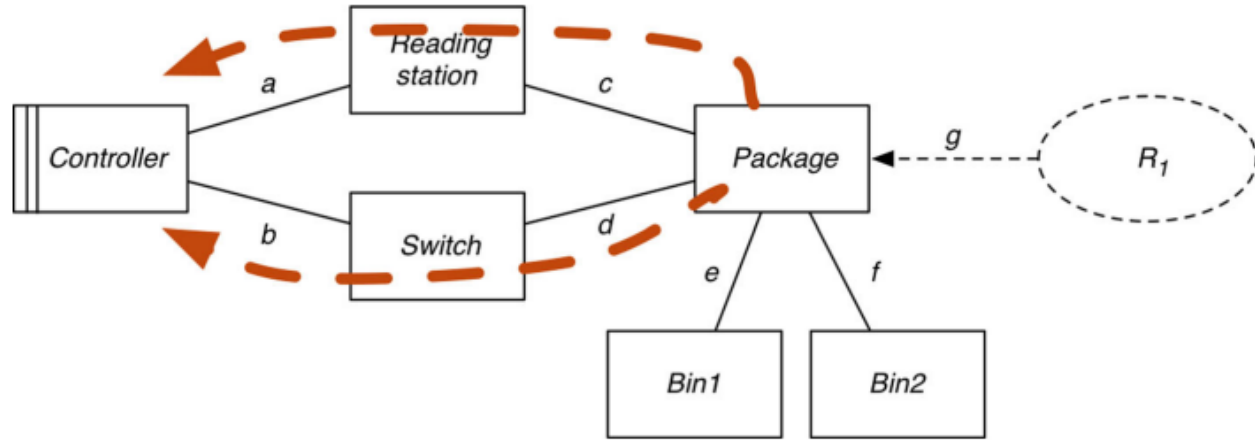 Reading
station
a
c
Controller
Package
g
R1
b
Switch
d
e
f
Bin1
Bin2